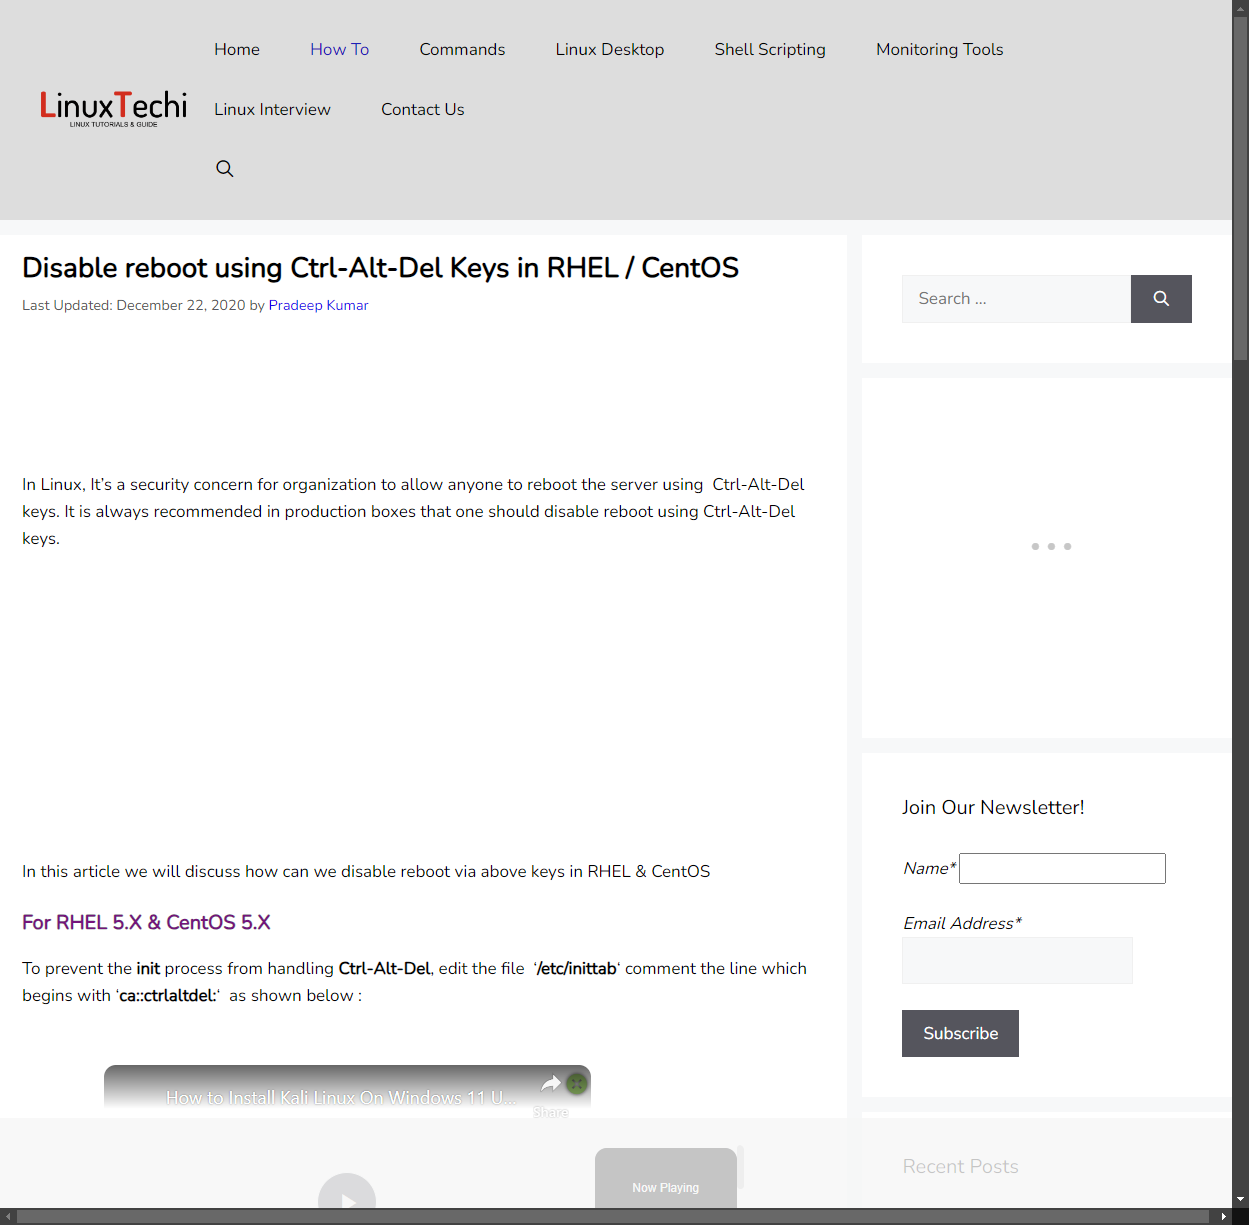 Home How To Commands Linux Desktop Shell Scripting Monitoring Tools
LinuxTechi
LINUX TUTORIALS & GUIDE
Linux Interview Contact Us
Disable reboot using Ctrl-Alt-Del Keys in RHEL / CentOS
Last Updated: December 22, 2020 by Pradeep Kumar
In Linux, It’s a security concern for organization to allow anyone to reboot the server using  Ctrl-Alt-Del
keys. It is always recommended in production boxes that one should disable reboot using Ctrl-Alt-Del
keys.
In this article we will discuss how can we disable reboot via above keys in RHEL & CentOS
For RHEL 5.X & CentOS 5.X
To prevent the init process from handling Ctrl-Alt-Del, edit the file  ‘/etc/inittab‘ comment the line which
begins with ‘ca::ctrlaltdel:‘  as shown below :
How to Install Kali Linux On Windows 11 U...
Share
Now Playing
Search ...
Join Our Newsletter!
Name*
Email Address*
Subscribe
Recent Posts